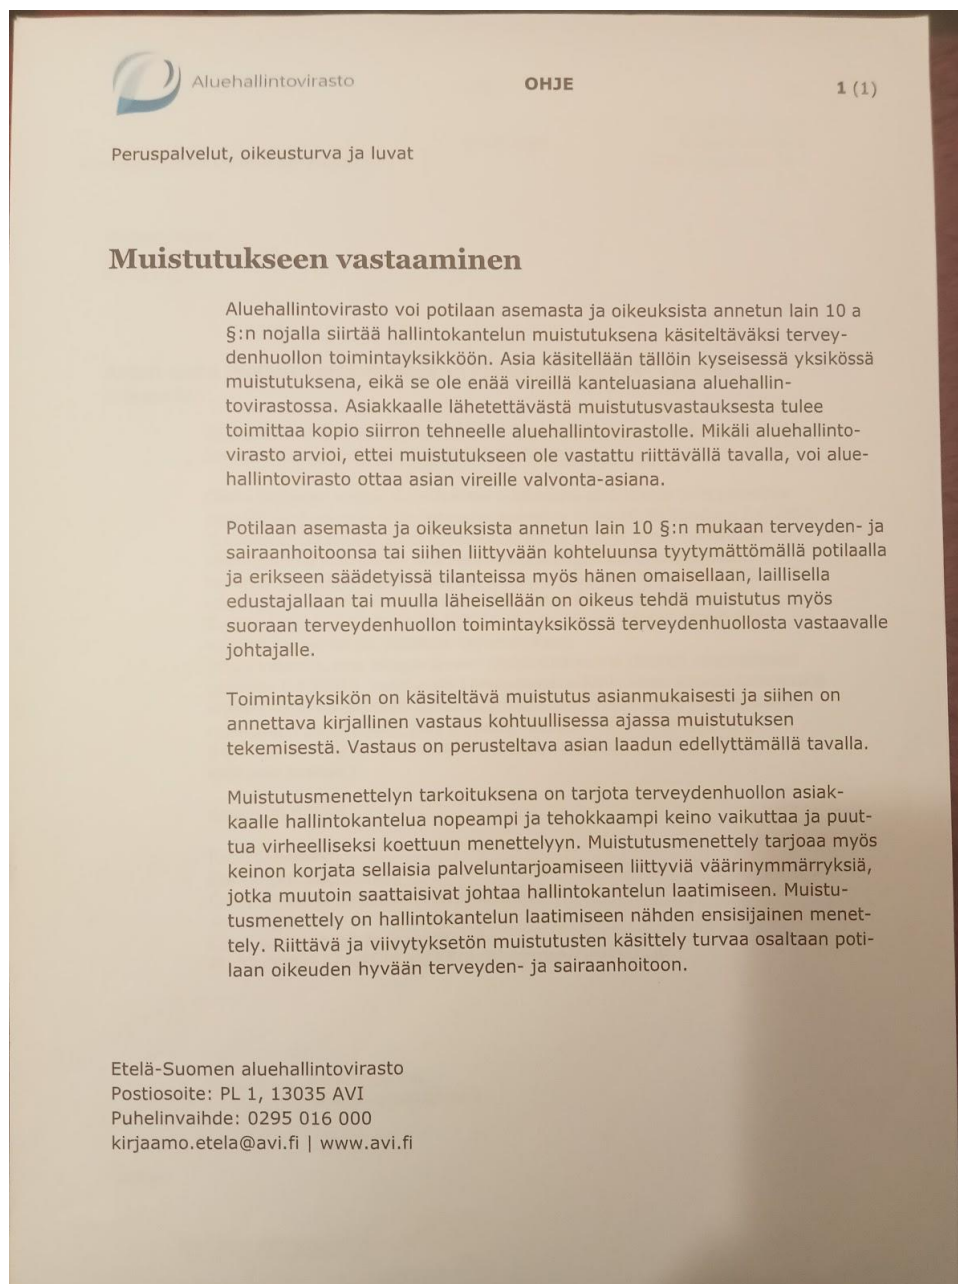 Aluehallintovirasto
OHJE
1 (1)
Peruspalvelut, oikeusturva ja luvat
Muistutukseen vastaaminen
Aluehallintovirasto voi potilaan asemasta ja oikeuksista annetun lain 10 a
§:n nojalla siirtää hallintokantelun muistutuksena käsiteltäväksi tervey-
denhuollon toimintayksikköön. Asia käsitellään tällöin kyseisessä yksikössä
muistutuksena, eikä se ole enää vireillä kanteluasiana aluehallin-
tovirastossa. Asiakkaalle lähetettävästä muistutusvastauksesta tulee
toimittaa kopio siirron tehneelle aluehallintovirastolle. Mikäli aluehallinto-
virasto arvioi, ettei muistutukseen ole vastattu riittävällä tavalla, voi alue-
hallintovirasto ottaa asian vireille valvonta-asiana.
Potilaan asemasta ja oikeuksista annetun lain 10 §:n mukaan terveyden- ja
sairaanhoitoonsa tai siihen liittyvään kohteluunsa tyytymättömällä potilaalla
ja erikseen säädetyissä tilanteissa myös hänen omaisellaan, laillisella
edustajallaan tai muulla läheisellään on oikeus tehdä muistutus myös
suoraan terveydenhuollon toimintayksikössä terveydenhuollosta vastaavalle
johtajalle.
Toimintayksikön on käsiteltävä muistutus asianmukaisesti ja siihen on
annettava kirjallinen vastaus kohtuullisessa ajassa muistutuksen
tekemisestä. Vastaus on perusteltava asian laadun edellyttämällä tavalla.
Muistutusmenettelyn tarkoituksena on tarjota terveydenhuollon asiak-
kaalle hallintokantelua nopeampi ja tehokkaampi keino vaikuttaa ja puut-
tua virheelliseksi koettuun menettelyyn. Muistutusmenettely tarjoaa myös
keinon korjata sellaisia palveluntarjoamiseen liittyviä väärinymmärryksiä,
jotka muutoin saattaisivat johtaa hallintokantelun laatimiseen. Muistu-
tusmenettely on hallintokantelun laatimiseen nähden ensisijainen menet-
tely. Riittävä ja viivytyksetön muistutusten käsittely turvaa osaltaan poti-
laan oikeuden hyvään terveyden- ja sairaanhoitoon.
Etelä-Suomen aluehallintovirasto
Postiosoite: PL 1, 13035 AVI
Puhelinvaihde: 0295 016 000
kirjaamo.etela@avi.fi | www.avi.fi